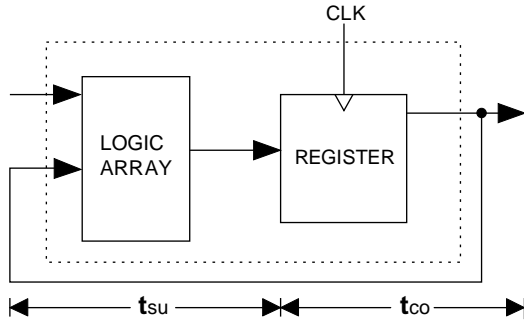 CLK
LOGIC
ARRAY
REGISTER
tsu
tco